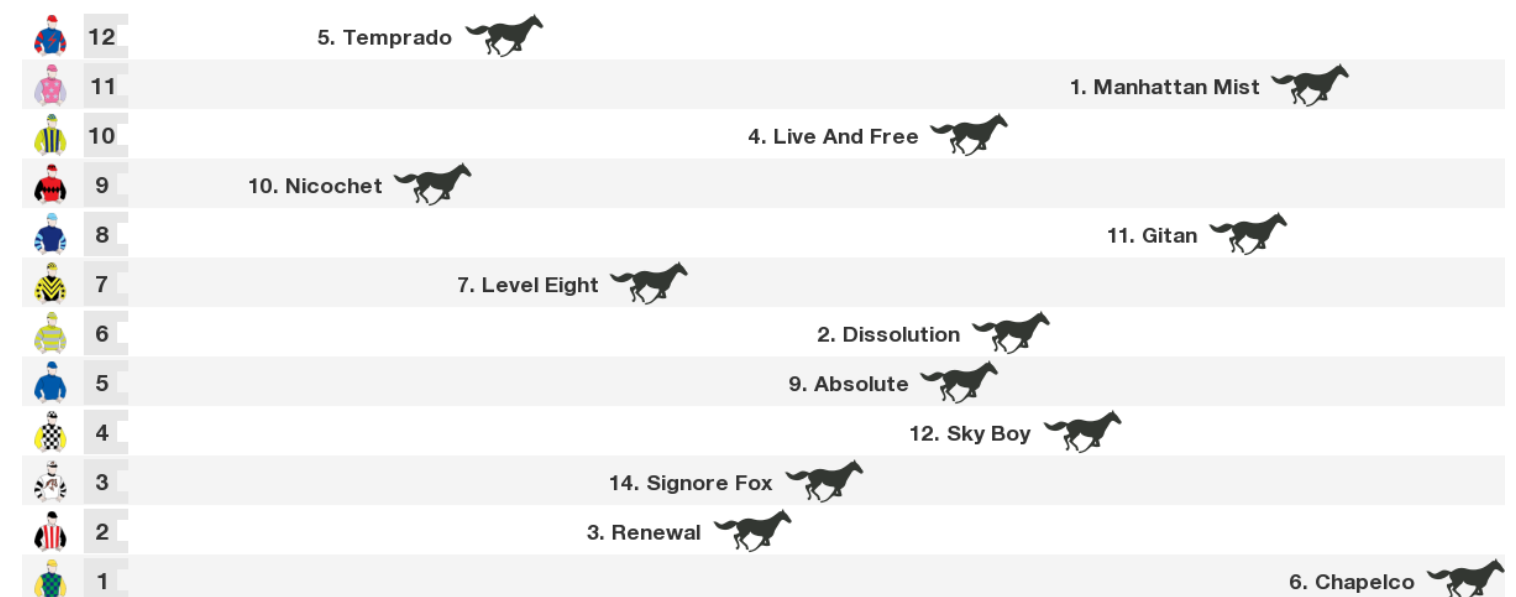 12 5. Temprado
11 1. Manhattan Mist
10 4. Live And Free
9 10. Nicochet
8 11. Gitan
7 7. Level Eight
6 2. Dissolution
5 9. Absolute
4 12. Sky Boy
3 14. Signore Fox
2 3. Renewal
1 6. Chapelco